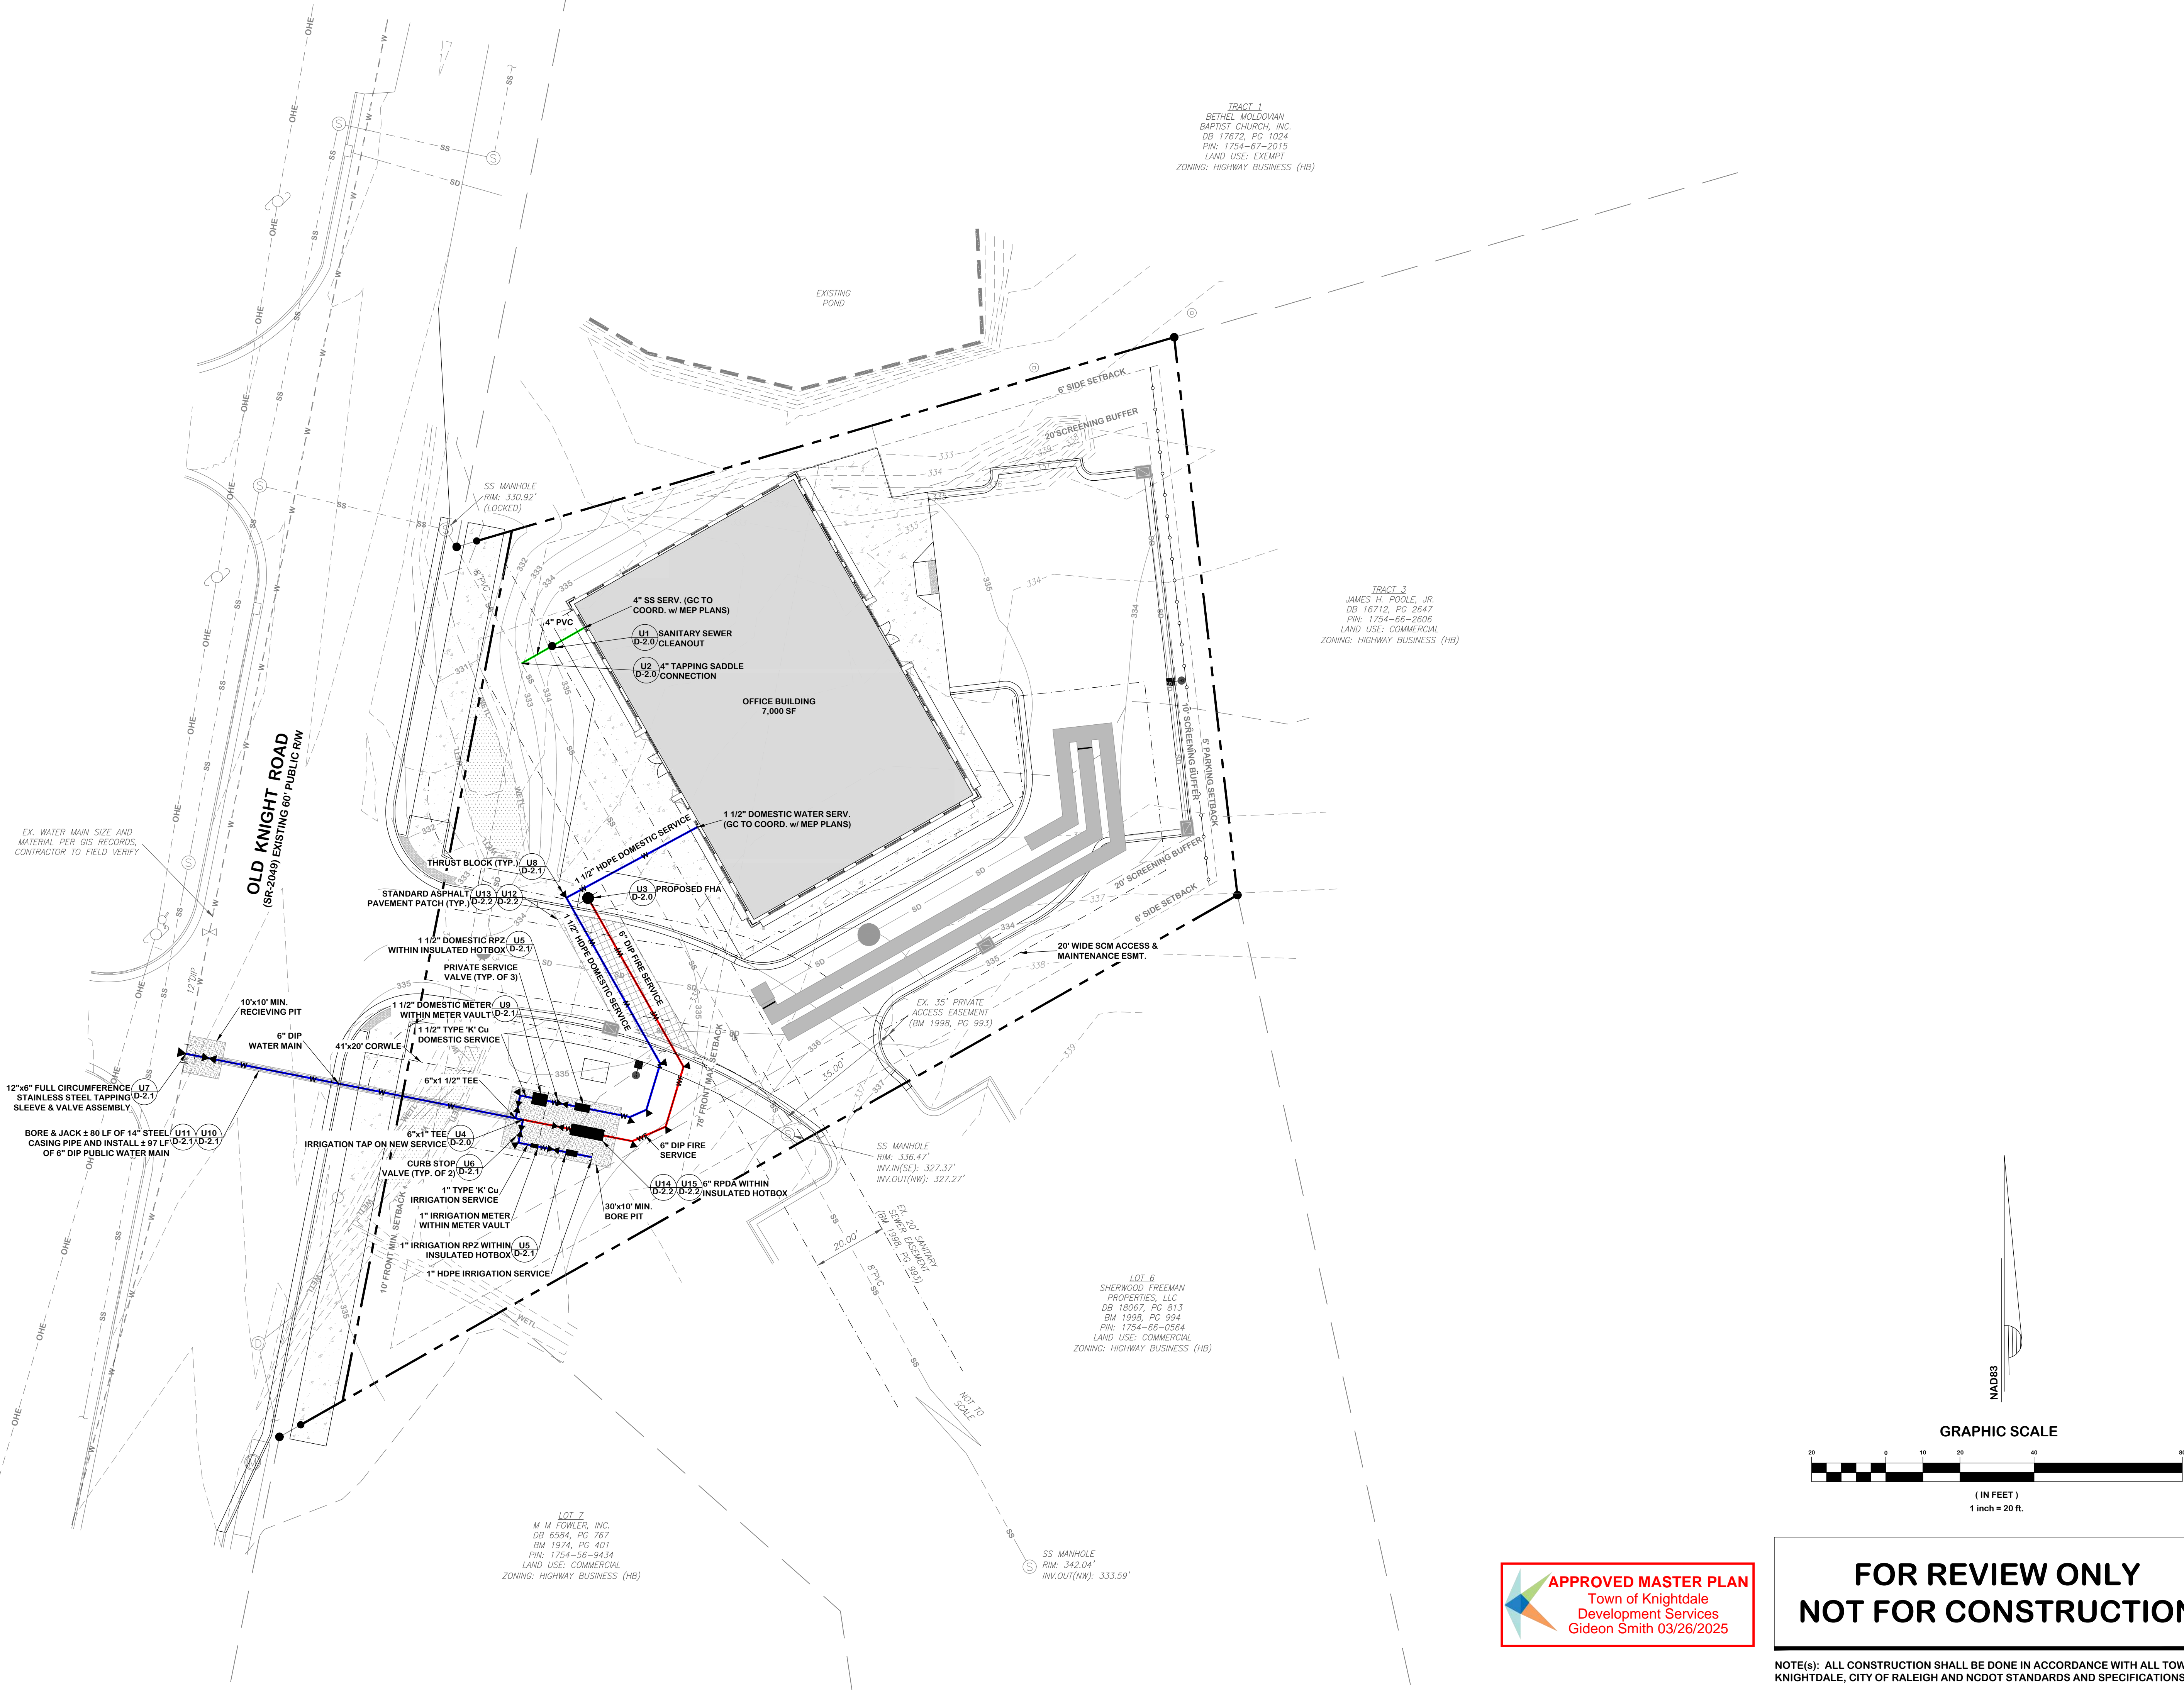 TRACT 1
BETHEL MOLDOVIAN
BAPTIST CHURCH, INC.
DB 17672, PG 1024
PIN: 1754-67-2015
LAND USE: EXEMPT
ZONING: HIGHWAY BUSINESS (HB)
EXISTING
POND
6' SIDE SETBACK
20' SCREENING BUFFER
SS MANHOLE
RIM: 330.92'
(LOCKED)
8"PVC
4" SS SERV. (GC TO
COORD. w/ MEP PLANS)
4" PVC
U1
D-2.0
SANITARY SEWER
CLEANOUT
U2
D-2.0
4" TAPPING SADDLE
CONNECTION
OFFICE BUILDING
7,000 SF
TRACT 3
JAMES H. POOLE, JR.
DB 16712, PG 2647
PIN: 1754-66-2606
LAND USE: COMMERCIAL
ZONING: HIGHWAY BUSINESS (HB)
10' SCREENING BUFFER
5' PARKING SETBACK
OLD KNIGHT ROAD
(SR-2049) EXISTING 60' PUBLIC R/W
EX. WATER MAIN SIZE AND
MATERIAL PER GIS RECORDS,
CONTRACTOR TO FIELD VERIFY
1 1/2" DOMESTIC WATER SERV.
(GC TO COORD. w/ MEP PLANS)
1 1/2" HDPE DOMESTIC SERVICE
THRUST BLOCK (TYP.)
U8
D-2.1
STANDARD ASPHALT
PAVEMENT PATCH (TYP.)
U13
D-2.2
U12
D-2.2
U3
D-2.0
PROPOSED FHA
20' SCREENING BUFFER
6' SIDE SETBACK
1 1/2" HDPE DOMESTIC SERVICE
6" DIP FIRE SERVICE
1 1/2" DOMESTIC RPZ
WITHIN INSULATED HOTBOX
U5
D-2.1
PRIVATE SERVICE
VALVE (TYP. OF 3)
20' WIDE SCM ACCESS &
MAINTENANCE ESMT.
12"DIP
10'x10' MIN.
RECIEVING PIT
6" DIP
WATER MAIN
41'x20' CORWLE
1 1/2" DOMESTIC METER
WITHIN METER VAULT
U9
D-2.1
1 1/2" TYPE 'K' Cu
DOMESTIC SERVICE
EX. 35' PRIVATE
ACCESS EASEMENT
(BM 1998, PG 993)
35.00'
78' FRONT MAX. SETBACK
12"x6" FULL CIRCUMFERENCE
STAINLESS STEEL TAPPING
SLEEVE & VALVE ASSEMBLY
U7
D-2.1
6"x1 1/2" TEE
BORE & JACK ± 80 LF OF 14" STEEL
CASING PIPE AND INSTALL ± 97 LF
OF 6" DIP PUBLIC WATER MAIN
U11
D-2.1
U10
D-2.1
6"x1" TEE
IRRIGATION TAP ON NEW SERVICE
U4
D-2.0
CURB STOP
VALVE (TYP. OF 2)
U6
D-2.1
1" TYPE 'K' Cu
IRRIGATION SERVICE
1" IRRIGATION METER
WITHIN METER VAULT
1" IRRIGATION RPZ WITHIN
INSULATED HOTBOX
U5
D-2.1
1" HDPE IRRIGATION SERVICE
6" DIP FIRE
SERVICE
U14
D-2.2
U15
D-2.2
6" RPDA WITHIN
INSULATED HOTBOX
30'x10' MIN.
BORE PIT
10' FRONT MIN. SETBACK
SS MANHOLE
RIM: 336.47'
INV.IN(SE): 327.37'
INV.OUT(NW): 327.27'
EX. 20' SANITARY
SEWER EASEMENT
(BM 1998, PG 993)
20.00'
8"PVC
LOT 6
SHERWOOD FREEMAN
PROPERTIES, LLC
DB 18067, PG 813
BM 1998, PG 994
PIN: 1754-66-0564
LAND USE: COMMERCIAL
ZONING: HIGHWAY BUSINESS (HB)
NOT TO
SCALE
LOT 7
M M FOWLER, INC.
DB 6584, PG 767
BM 1974, PG 401
PIN: 1754-56-9434
LAND USE: COMMERCIAL
ZONING: HIGHWAY BUSINESS (HB)
SS MANHOLE
RIM: 342.04'
INV.OUT(NW): 333.59'
NAD83
GRAPHIC SCALE
20 0 10 20 40 80
( IN FEET )
1 inch = 20 ft.
APPROVED MASTER PLAN
Town of Knightdale
Development Services
Gideon Smith 03/26/2025
FOR REVIEW ONLY
NOT FOR CONSTRUCTION
NOTE(s): ALL CONSTRUCTION SHALL BE DONE IN ACCORDANCE WITH ALL TOW
KNIGHTDALE, CITY OF RALEIGH AND NCDOT STANDARDS AND SPECIFICATIONS